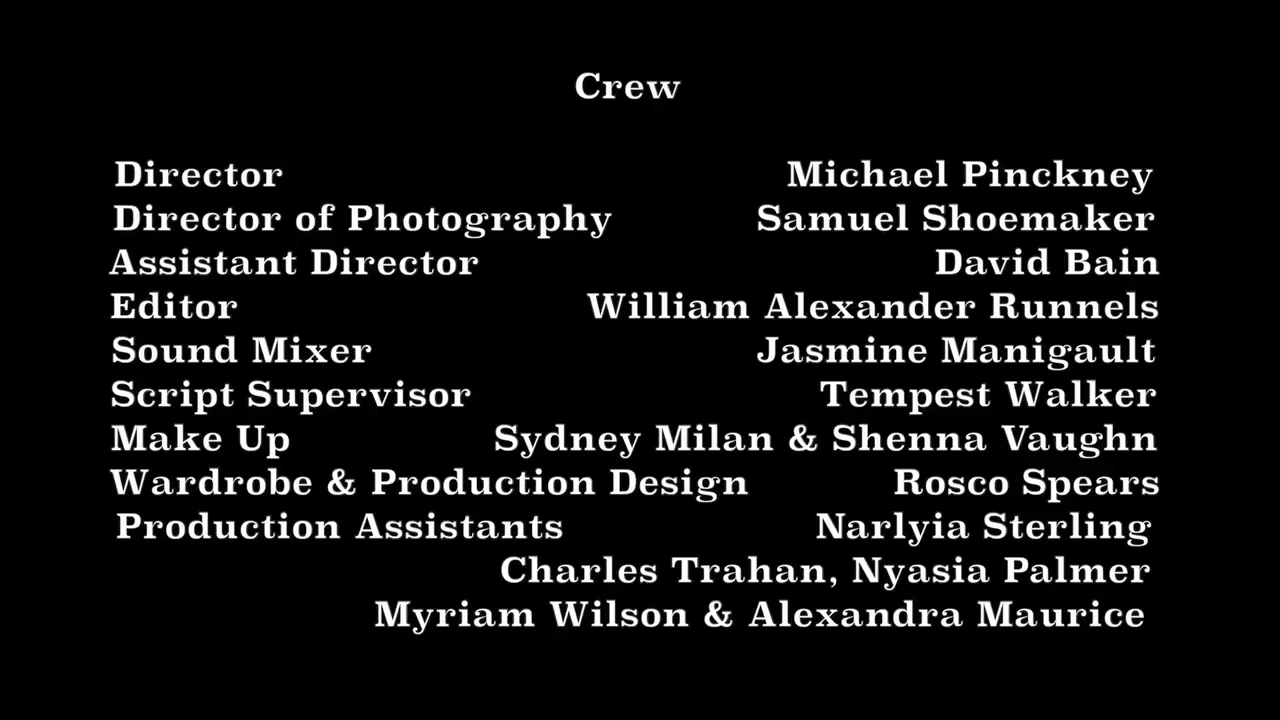 Crew
Director Michael Pinckney
Director of Photography Samuel Shoemaker
Assistant Director David Bain
Editor William Alexander Runnels
Sound Mixer Jasmine Manigault
Script Supervisor Tempest Walker
Make Up Sydney Milan & Shenna Vaughn
Wardrobe & Production Design Rosco Spears
Production Assistants Narlyia Sterling
Charles Trahan, Nyasia Palmer
Myriam Wilson & Alexandra Maurice